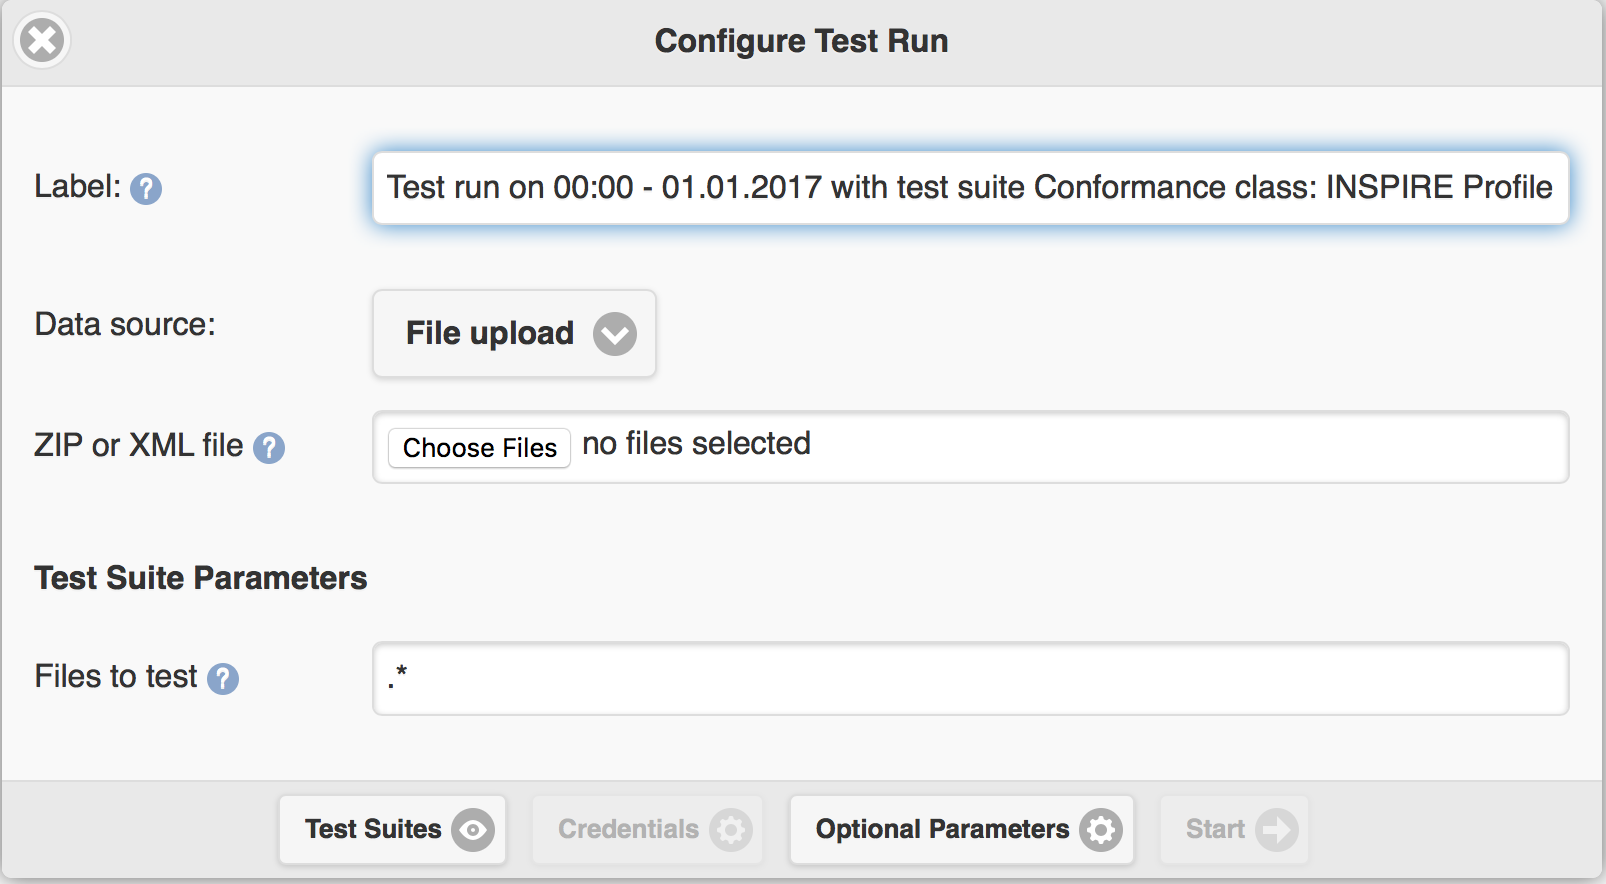 Configure Test Run
Label: ?
Test run on 00:00 - 01.01.2017 with test suite Conformance class: INSPIRE Profile
Data source:
File upload
ZIP or XML file ?
Choose Files no files selected
Test Suite Parameters
Files to test ?
.*
Test Suites
Credentials
Optional Parameters
Start